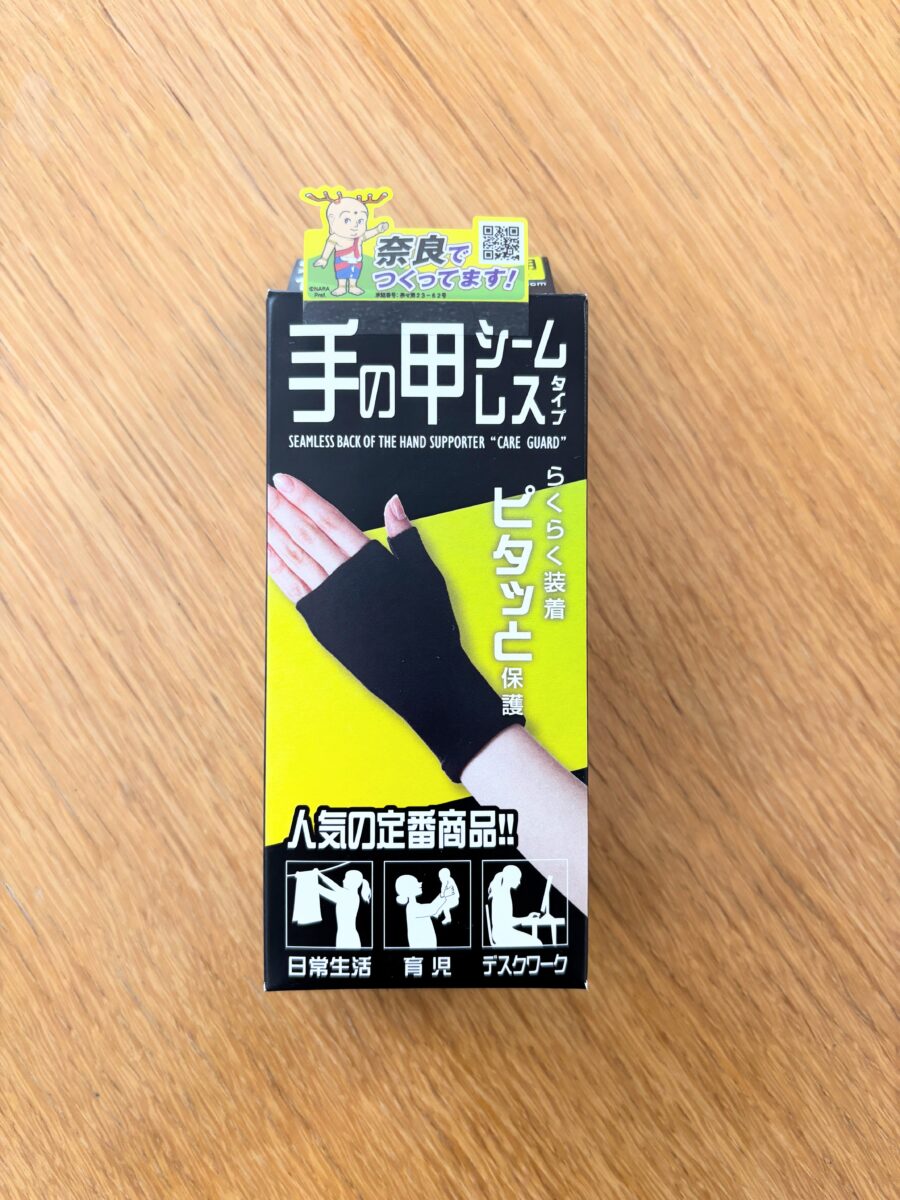 奈良で
つくってます!
©NARA
Pref.
手の甲シームレスタイプ
SEAMLESS BACK OF THE HAND SUPPORTER “CARE GUARD”
らくらく装着
ピタッと保護
人気の定番商品!!
日常生活
育児
デスクワーク